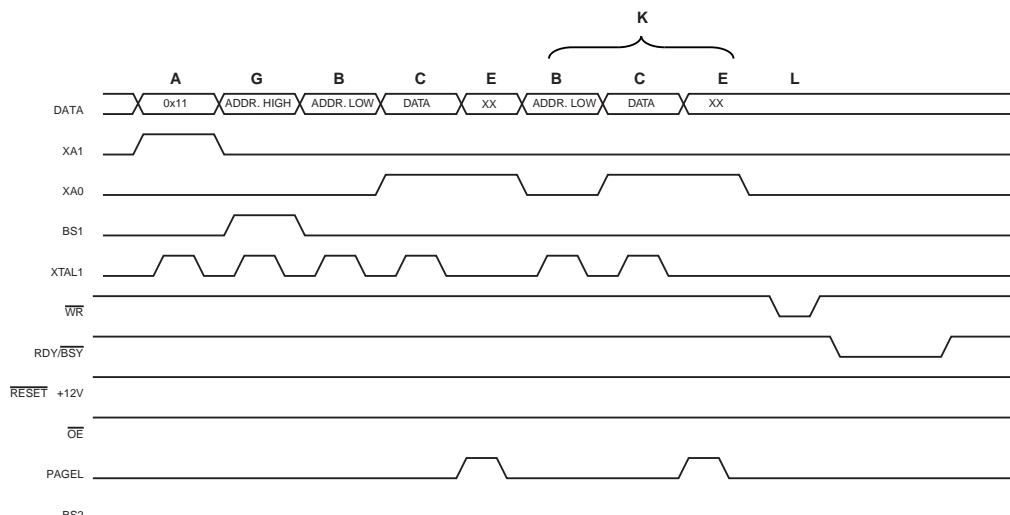 K
A G B C E B C E L
DATA 0x11 ADDR. HIGH ADDR. LOW DATA XX ADDR. LOW DATA XX
XA1
XA0
BS1
XTAL1
WR
RDY/BSY
RESET +12V
OE
PAGEL
BS2